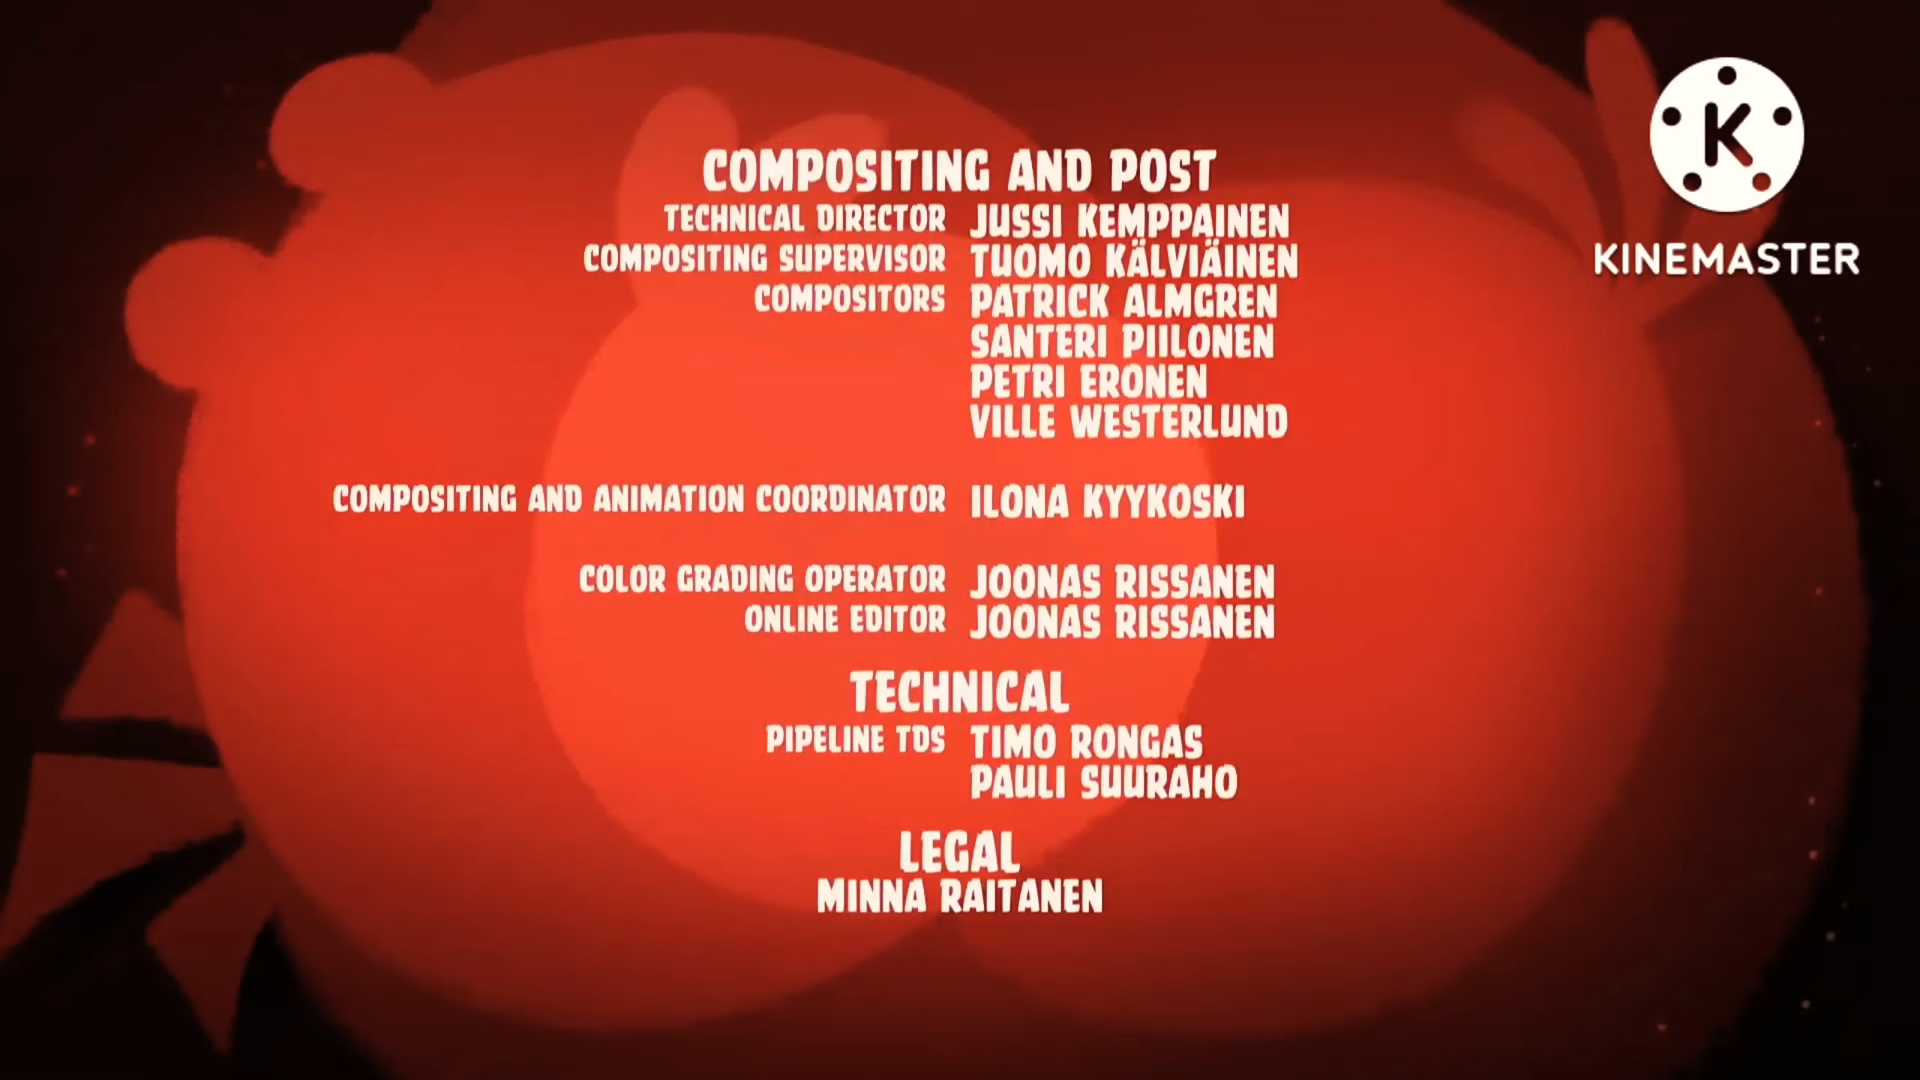 COMPOSITING AND POST
TECHNICAL DIRECTOR JUSSI KEMPPAINEN
COMPOSITING SUPERVISOR TUOMO KÄLVIÄINEN
COMPOSITORS PATRICK ALMGREN
SANTERI PIILONEN
PETRI ERONEN
VILLE WESTERLUND
COMPOSITING AND ANIMATION COORDINATOR ILONA KYYKOSKI
COLOR GRADING OPERATOR JOONAS RISSANEN
ONLINE EDITOR JOONAS RISSANEN
TECHNICAL
PIPELINE TDS TIMO RONGAS
PAULI SUURAHO
LEGAL
MINNA RAITANEN
K
KINEMASTER